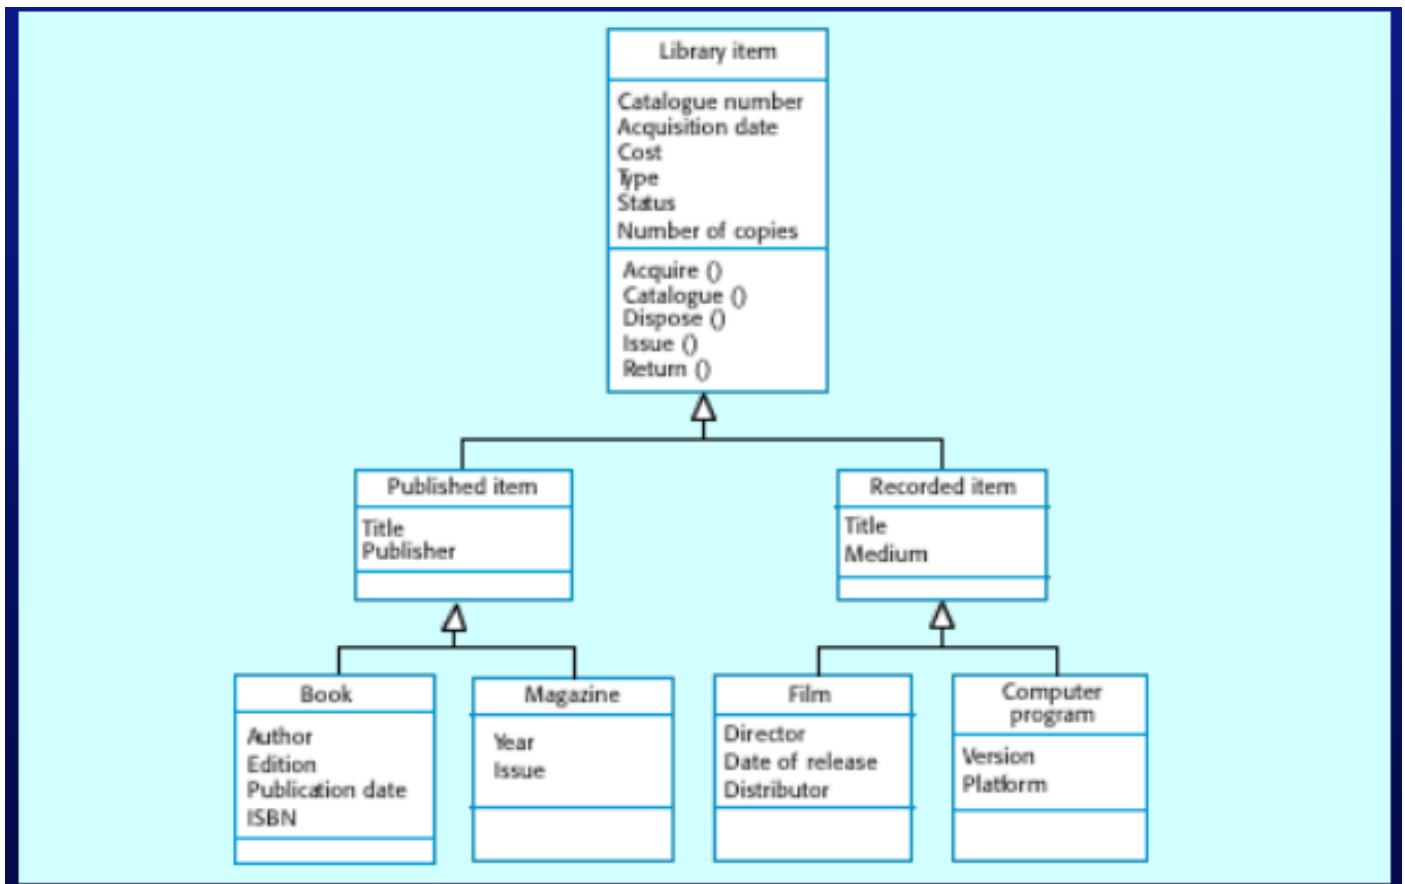 Library item
Catalogue number
Acquisition date
Cost
Type
Status
Number of copies
Acquire ()
Catalogue ()
Dispose ()
Issue ()
Return ()
Published item
Title
Publisher
Recorded item
Title
Medium
Book
Author
Edition
Publication date
ISBN
Magazine
Year
Issue
Film
Director
Date of release
Distributor
Computer
program
Version
Platform